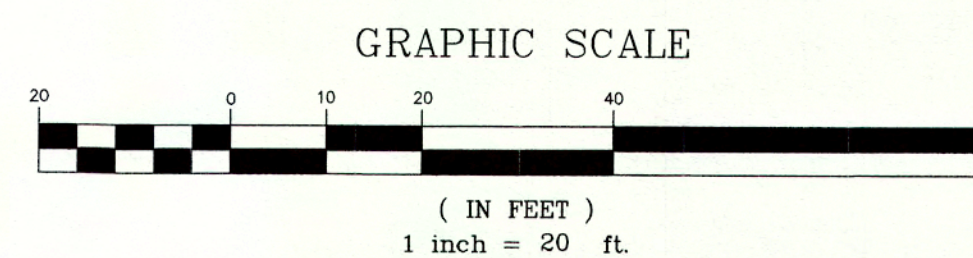 GRAPHIC SCALE
20 0 10 20 40
( IN FEET )
1 inch = 20 ft.